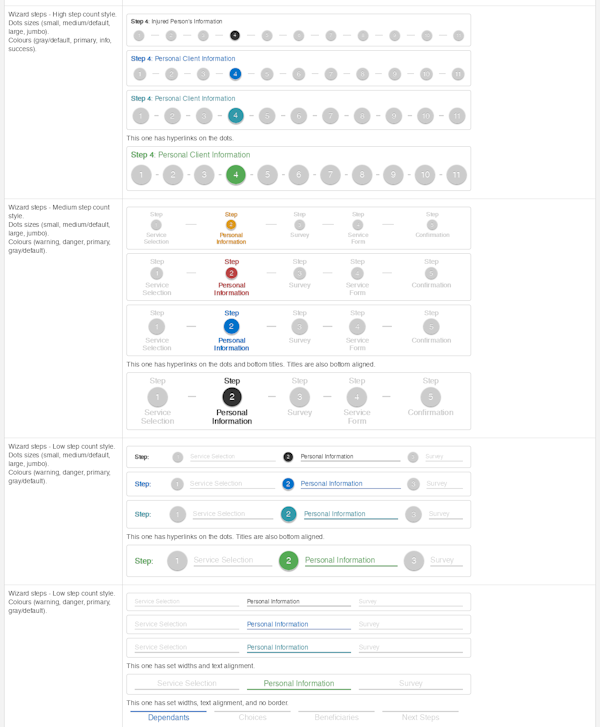 Wizard steps - High step count style.
Dots sizes (small, medium/default,
large, jumbo).
Colours (gray/default, primary, info,
success).
Step 4: Injured Person's Information
Step 4: Personal Client Information
1 2 3 4 5 6 7 8 9 10 11
Step 4: Personal Client Information
1 2 3 4 5 6 7 8 9 10 11
This one has hyperlinks on the dots.
Step 4: Personal Client Information
1 2 3 4 5 6 7 8 9 10 11
Wizard steps - Medium step count
style.
Dots sizes (small, medium/default,
large, jumbo).
Colours (warning, danger, primary,
gray/default).
Step Step Step Step Step
2
Service Personal Survey Service Confirmation
Selection Information Form
Step Step Step Step Step
1 2 3 4 5
Service Personal Survey Service Confirmation
Selection Information Form
Step Step Step Step Step
1 2 3 4 5
Service Personal Survey Service Confirmation
Selection Information Form
This one has hyperlinks on the dots and bottom titles. Titles are also bottom aligned.
Step Step Step Step Step
1 2 3 4 5
Service Personal Survey Service Confirmation
Selection Information Form
Wizard steps - Low step count style.
Dots sizes (small, medium/default,
large, jumbo).
Colours (warning, danger, primary,
gray/default).
Step: 1 Service Selection 2 Personal Information 3 Survey
Step: 1 Service Selection 2 Personal Information 3 Survey
Step: 1 Service Selection 2 Personal Information 3 Survey
This one has hyperlinks on the dots. Titles are also bottom aligned.
Step: 1 Service Selection 2 Personal Information 3 Survey
Wizard steps - Low step count style.
Colours (warning, danger, primary,
gray/default).
Service Selection Personal Information Survey
Service Selection Personal Information Survey
Service Selection Personal Information Survey
This one has set widths and text alignment.
Service Selection Personal Information Survey
This one has set widths, text alignment, and no border.
Dependants Choices Beneficiaries Next Steps